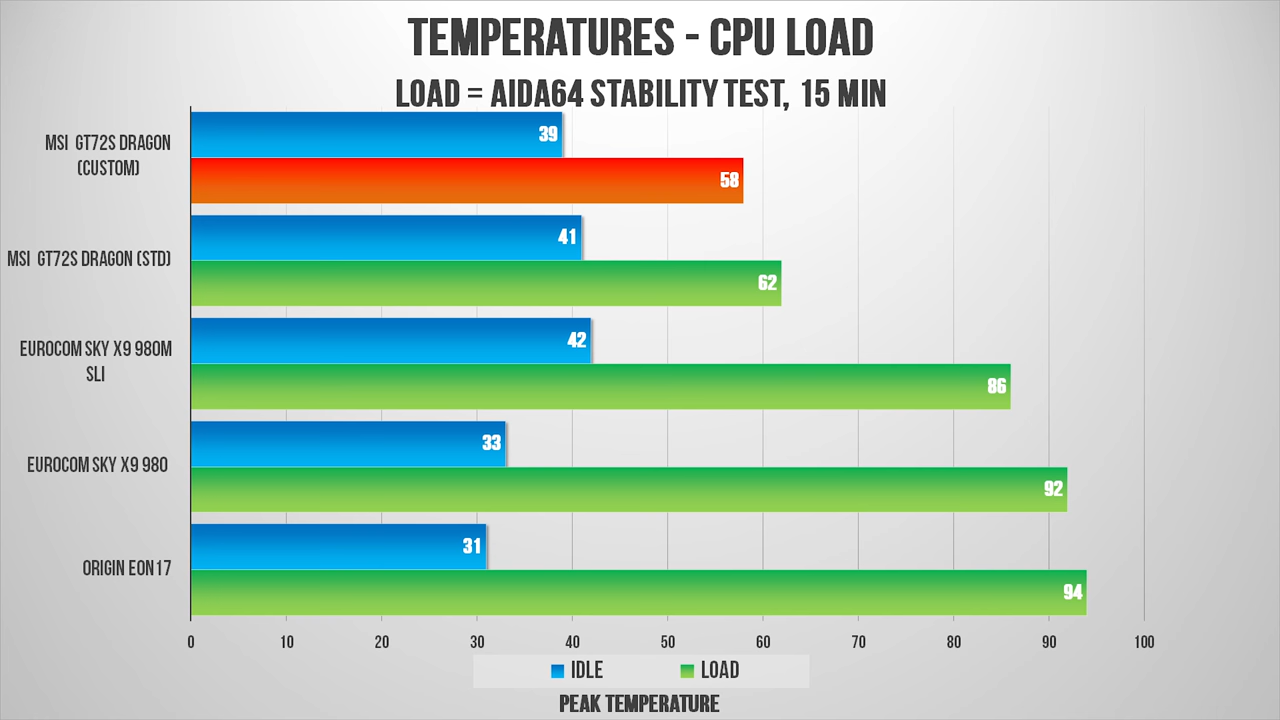 TEMPERATURES - CPU LOAD
LOAD = AIDA64 STABILITY TEST, 15 MIN
MSI GT72S DRAGON
(CUSTOM)
39
58
MSI GT72S DRAGON (STD)
41
62
EUROCOM SKY X9 980M
SLI
42
86
EUROCOM SKY X9 980
33
92
ORIGIN EON17
31
94
0 10 20 30 40 50 60 70 80 90 100
IDLE LOAD
PEAK TEMPERATURE